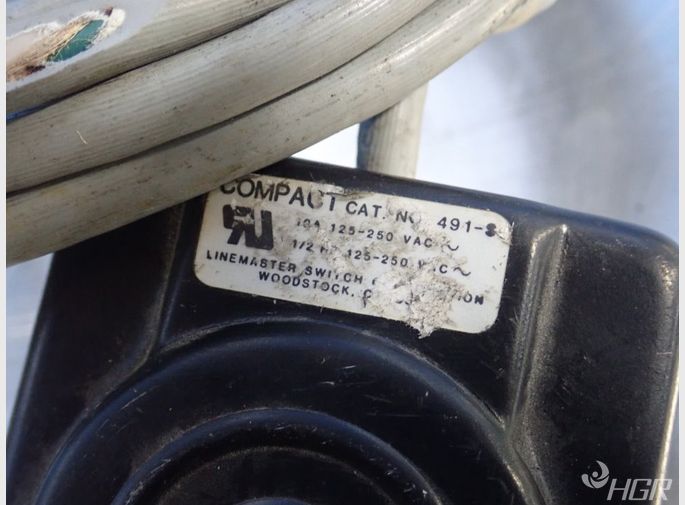 COMPACT CAT. NO. 491-S
10A 125-250 VAC ~
1/2 HP 125-250 VAC ~
LINEMASTER SWITCH
WOODSTOCK,
HGR